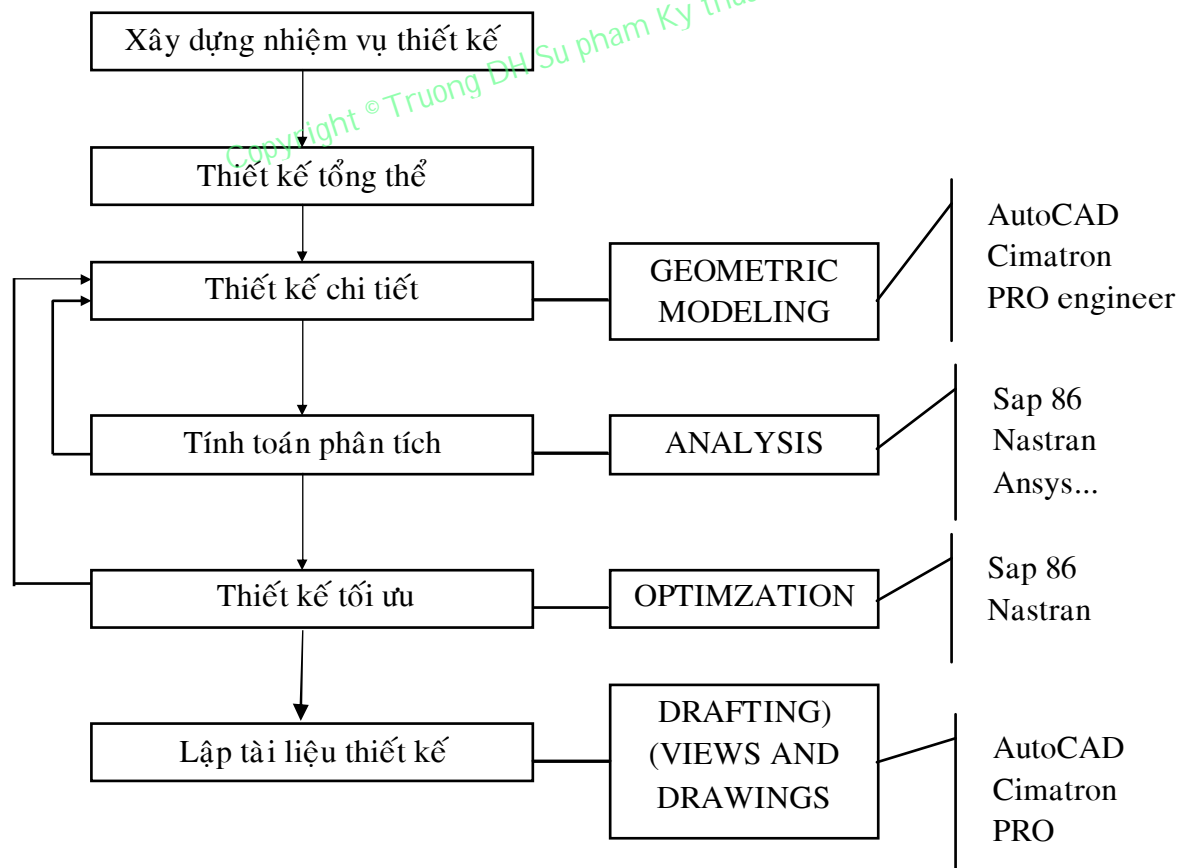 Xây dựng nhiệm vụ thiết kế
Copyright © Truong DH Su pham Ky
Thiết kế tổng thể
Thiết kế chi tiết
GEOMETRIC
MODELING
AutoCAD
Cimatron
PRO engineer
Tính toán phân tích
ANALYSIS
Sap 86
Nastran
Ansys...
Thiết kế tối ưu
OPTIMZATION
Sap 86
Nastran
Lập tài liệu thiết kế
DRAFTING)
(VIEWS AND
DRAWINGS
AutoCAD
Cimatron
PRO